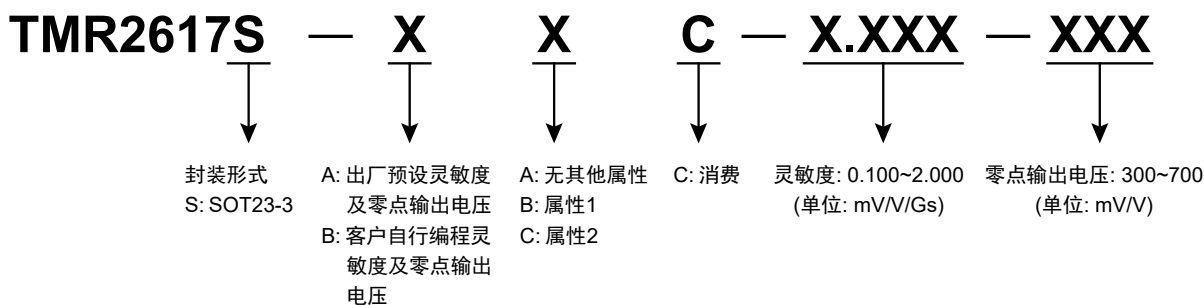 TMR2617S — X X C — X.XXX — XXX
封装形式
S: SOT23-3
A: 出厂预设灵敏度
及零点输出电压
B: 客户自行编程灵
敏度及零点输出
电压
A: 无其他属性
B: 属性1
C: 属性2
C: 消费
灵敏度: 0.100~2.000
(单位: mV/V/Gs)
零点输出电压: 300~700
(单位: mV/V)